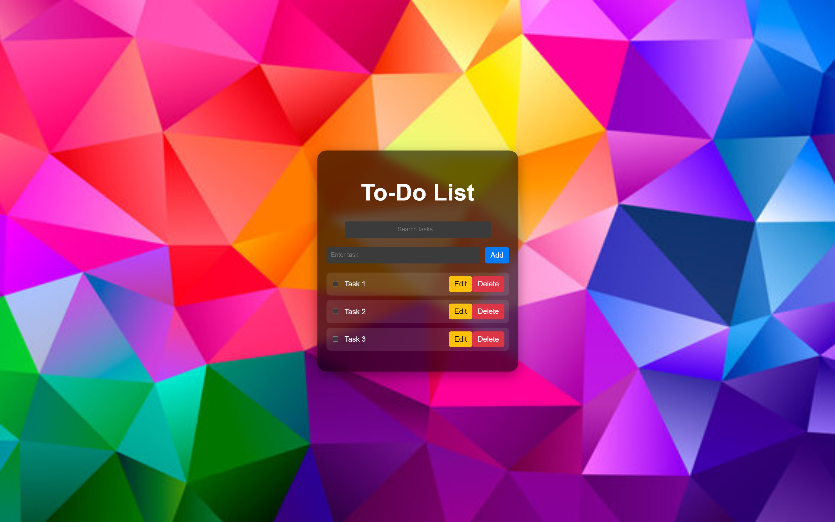 To-Do List
Search tasks
Enter task
Add
Task 1
Edit
Delete
Task 2
Edit
Delete
Task 3
Edit
Delete